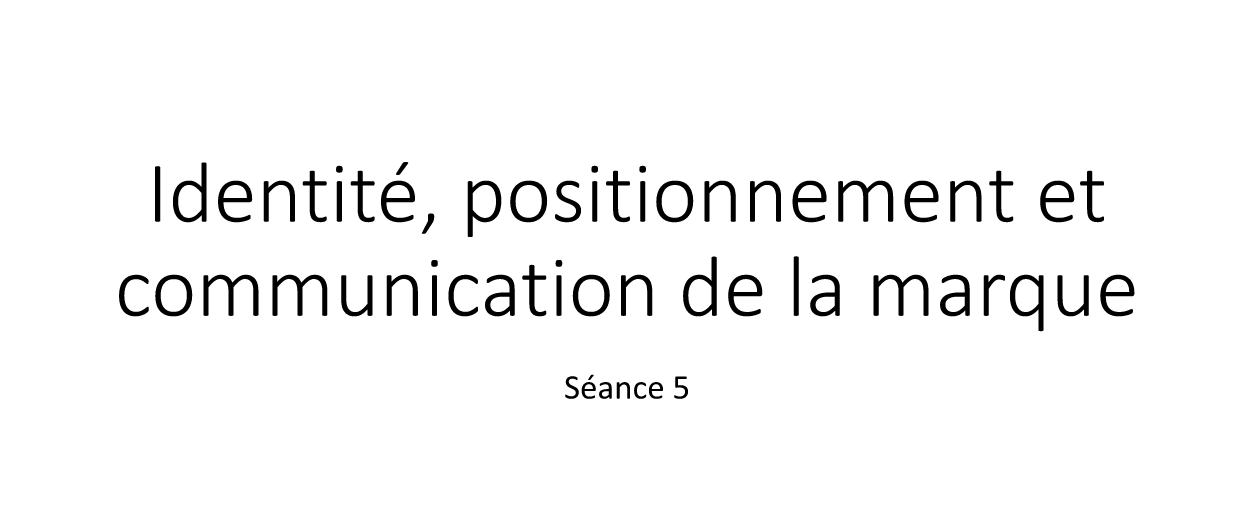 Identité, positionnement et
communication de la marque
Séance 5